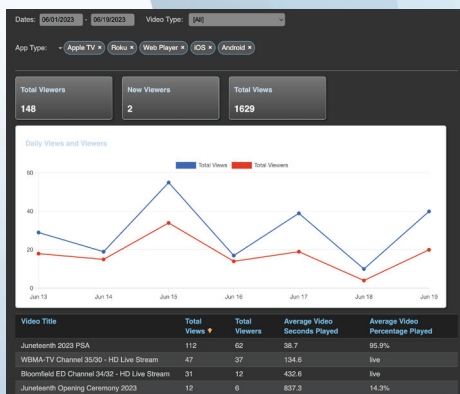 Dates: 06/01/2023 - 06/19/2023 Video Type: [All]
App Type: Apple TV × Roku × Web Player × iOS × Android ×
Total Viewers New Viewers Total Views
148 2 1629
Daily Views and Viewers
Total Views Total Viewers
60
40
20
0
Jun 13 Jun 14 Jun 15 Jun 16 Jun 17 Jun 18 Jun 19
Video Title Total Views Total Viewers Average Video Seconds Played Average Video Percentage Played
Juneteenth 2023 PSA 112 62 38.7 95.9%
WBMA-TV Channel 35/30 - HD Live Stream 47 37 134.6 live
Bloomfield ED Channel 34/32 - HD Live Stream 31 12 432.6 live
Juneteenth Opening Ceremony 2023 12 6 837.3 14.3%